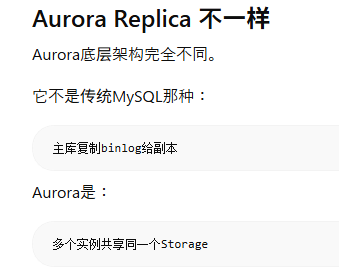 Aurora Replica 不一样
Aurora底层架构完全不同。
它不是传统MySQL那种：
主库复制binlog给副本
Aurora是：
多个实例共享同一个Storage